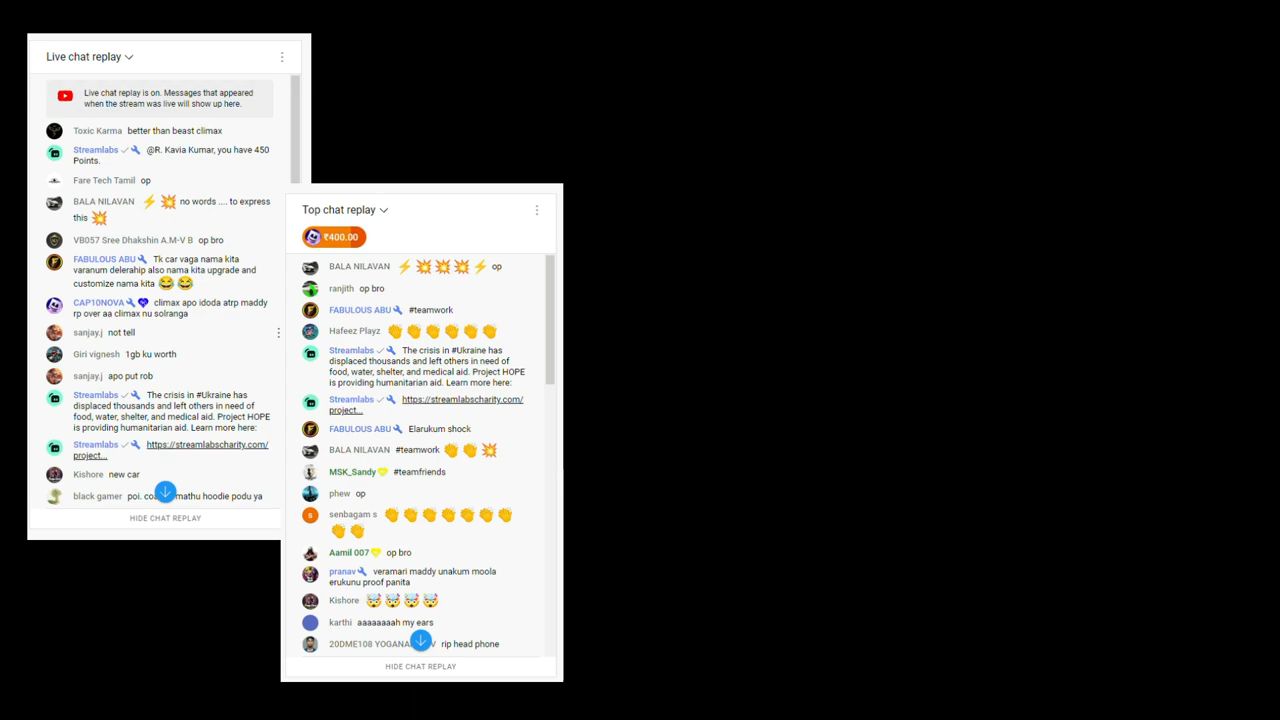 Live chat replay
Live chat replay is on. Messages that appeared
when the stream was live will show up here.
Toxic Karma better than beast climax
Streamlabs @R. Kavia Kumar, you have 450
Points.
Fare Tech Tamil op
BALA NILAVAN ⚡💥 no words .... to express
this 💥
VB057 Sree Dhakshin A.M-V B op bro
FABULOUS ABU Tk car vaga nama kita
varanum delerahip also nama kita upgrade and
customize nama kita 😂 😂
CAP10NOVA climax apo idoda atrp maddy
rp over aa climax nu solranga
sanjay.j not tell
Giri vignesh 1gb ku worth
sanjay.j apo put rob
Streamlabs The crisis in #Ukraine has
displaced thousands and left others in need of
food, water, shelter, and medical aid. Project HOPE
is providing humanitarian aid. Learn more here:
Streamlabs https://streamlabscharity.com/
project...
Kishore new car
black gamer poi. mathu hoodie podu ya
HIDE CHAT REPLAY
Top chat replay
₹400.00
BALA NILAVAN ⚡💥💥💥⚡ op
ranjith op bro
FABULOUS ABU #teamwork
Hafeez Playz 👏👏👏👏👏👏
Streamlabs The crisis in #Ukraine has
displaced thousands and left others in need of
food, water, shelter, and medical aid. Project HOPE
is providing humanitarian aid. Learn more here:
Streamlabs https://streamlabscharity.com/
project...
FABULOUS ABU Elarukum shock
BALA NILAVAN #teamwork 👏👏💥
MSK_Sandy #teamfriends
phew op
senbagam s 👏👏👏👏👏👏👏
👏👏
Aamil 007 op bro
pranav veramari maddy unakum moola
erukunu proof panita
Kishore 🤯🤯🤯🤯
karthi aaaaaaaah my ears
20DME108 rip head phone
HIDE CHAT REPLAY